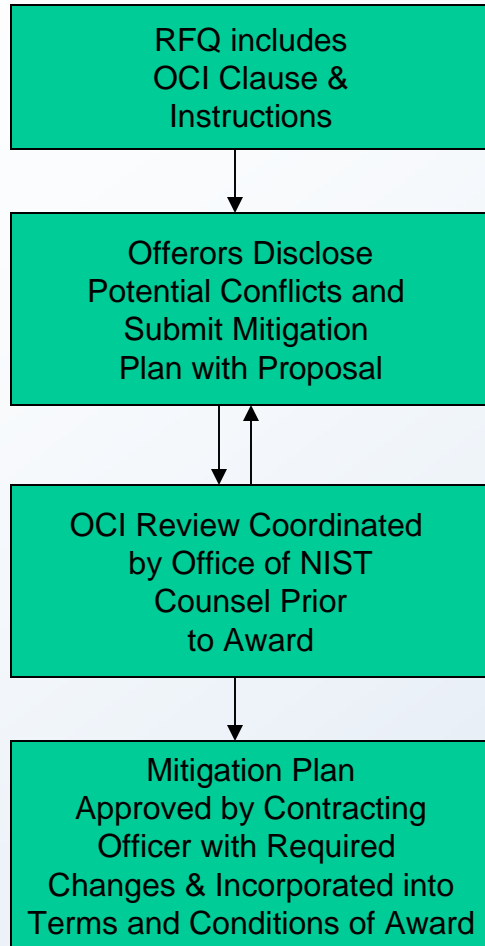 RFQ includes
OCI Clause &
Instructions
Offerors Disclose
Potential Conflicts and
Submit Mitigation
Plan with Proposal
OCI Review Coordinated
by Office of NIST
Counsel Prior
to Award
Mitigation Plan
Approved by Contracting
Officer with Required
Changes & Incorporated into
Terms and Conditions of Award